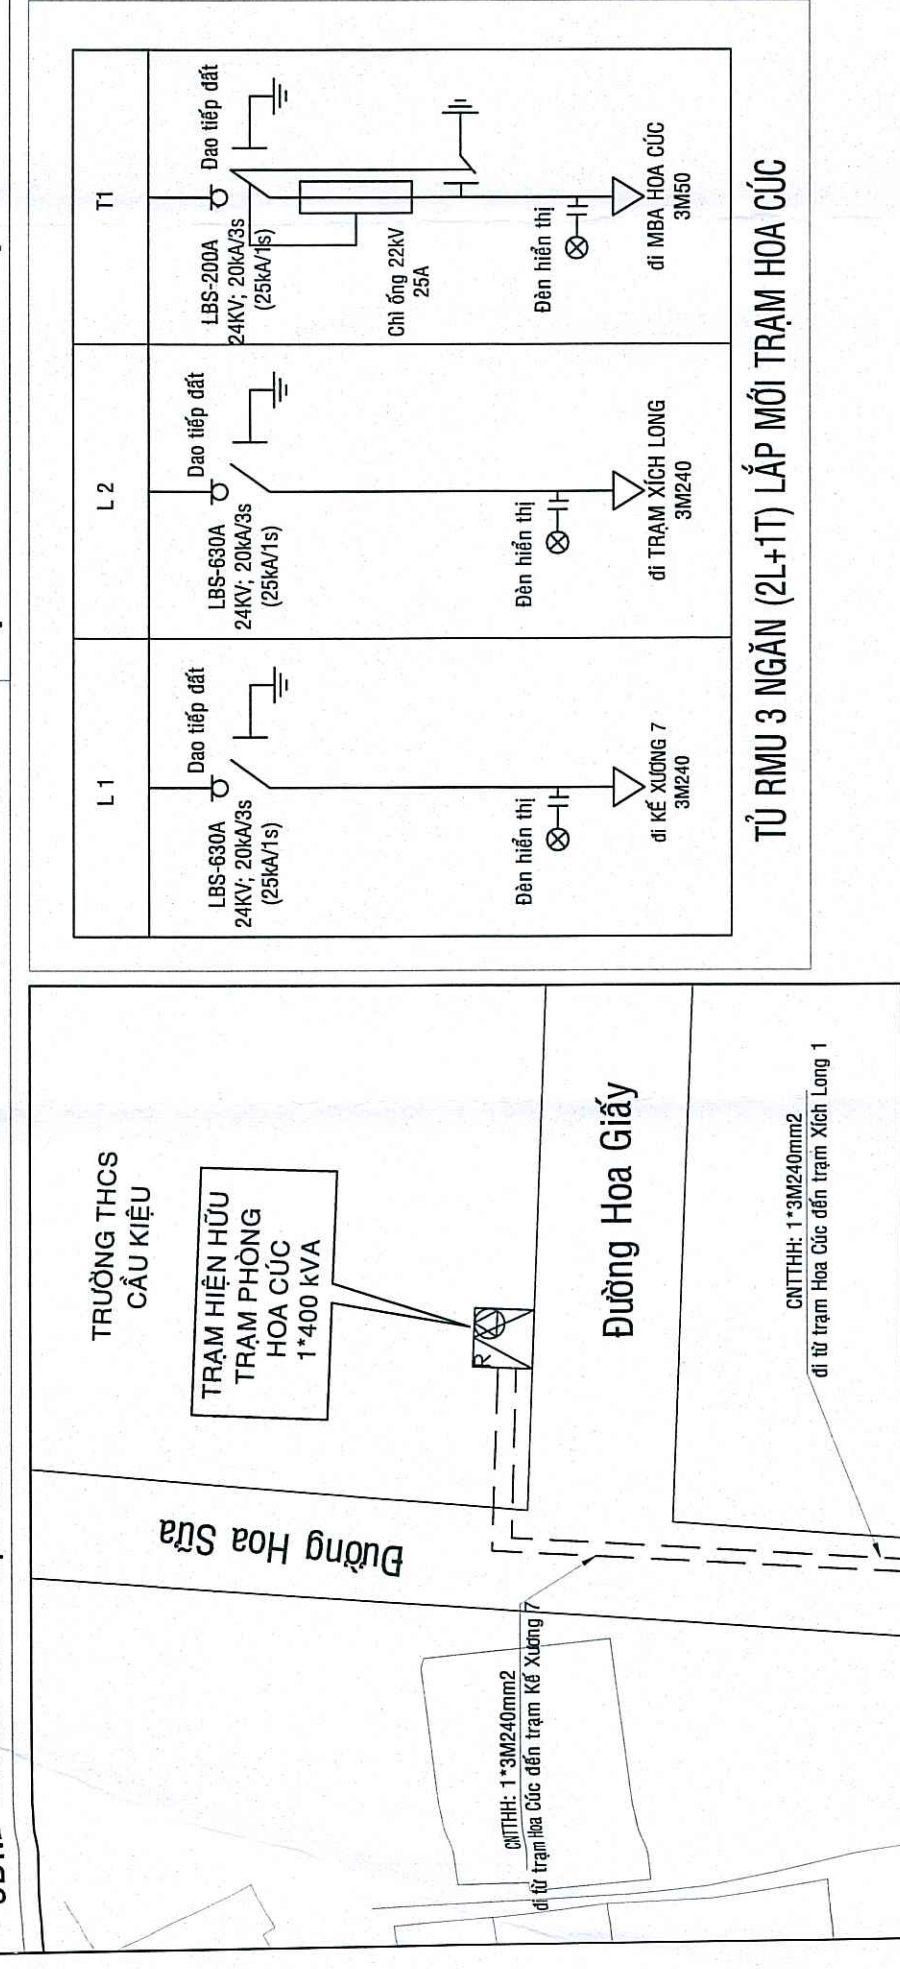 L 1
Dao tiếp đất
LBS-630A
24KV; 20kA/3s
(25kA/1s)
Đèn hiển thị
đi KẾ XƯƠNG 7
3M240
L 2
Dao tiếp đất
LBS-630A
24KV; 20kA/3s
(25kA/1s)
Đèn hiển thị
đi TRẠM XÍCH LONG
3M240
T1
Dao tiếp đất
LBS-200A
24KV; 20kA/3s
(25kA/1s)
Chì ống 22kV
25A
Đèn hiển thị
đi MBA HOA CÚC
3M50
TỦ RMU 3 NGĂN (2L+1T) LẮP MỚI TRẠM HOA CÚC
TRƯỜNG THCS
CẦU KIỆU
TRẠM HIỆN HỮU
TRẠM PHÒNG
HOA CÚC
1*400 kVA
R
Đường Hoa Sữa
Đường Hoa Giấy
CNTTHH: 1*3M240mm2
đi từ trạm Hoa Cúc đến trạm Kế Xương 7
CNTTHH: 1*3M240mm2
đi từ trạm Hoa Cúc đến trạm Xích Long 1